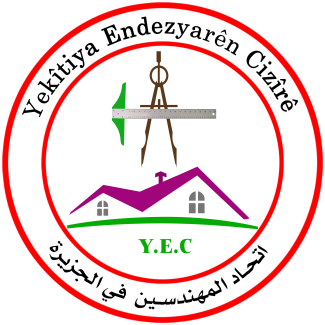 Yekîtiya Endezyarên Cizîrê
Y.E.C
اتحاد المهندسين في الجزيرة